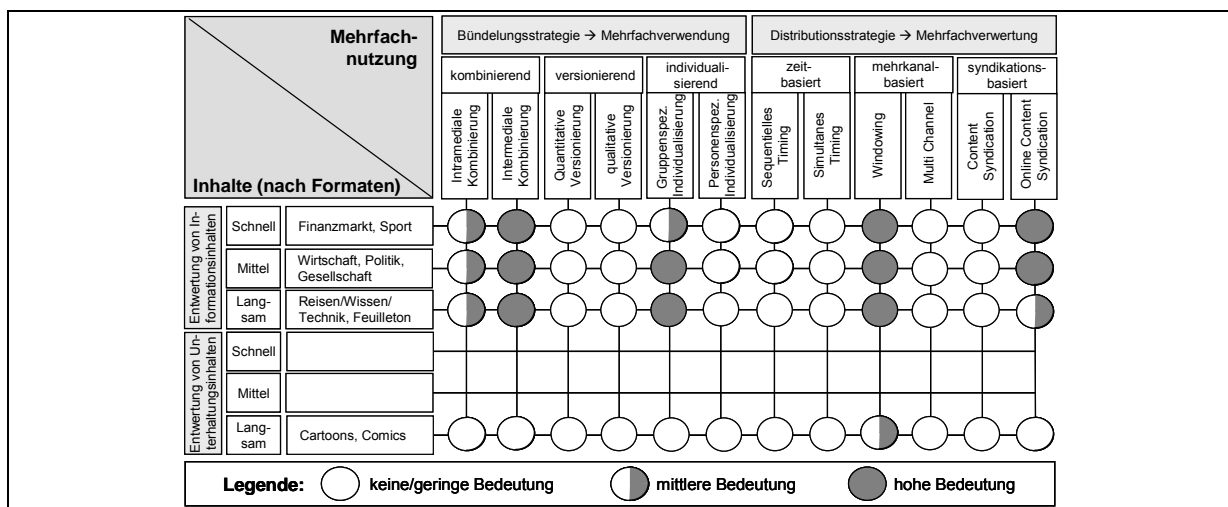 Mehrfach-
nutzung
Inhalte (nach Formaten)
Bündelungsstrategie → Mehrfachverwendung
Distributionsstrategie → Mehrfachverwertung
kombinierend
versionierend
individuali-
sierend
zeit-
basiert
mehrkanal-
basiert
syndikations-
basiert
Intramediale
Kombinierung
Intermediale
Kombinierung
Quantitative
Versionierung
qualitative
Versionierung
Gruppenspez.
Individualisierung
Personenspez.
Individualisierung
Sequentielles
Timing
Simultanes
Timing
Windowing
Multi Channel
Content
Syndication
Online Content
Syndication
Entwertung von In-
formationsinhalten
Schnell
Finanzmarkt, Sport
Mittel
Wirtschaft, Politik,
Gesellschaft
Lang-
sam
Reisen/Wissen/
Technik, Feuilleton
Entwertung von Un-
terhaltungsinhalten
Schnell
Mittel
Lang-
sam
Cartoons, Comics
Legende: keine/geringe Bedeutung mittlere Bedeutung hohe Bedeutung